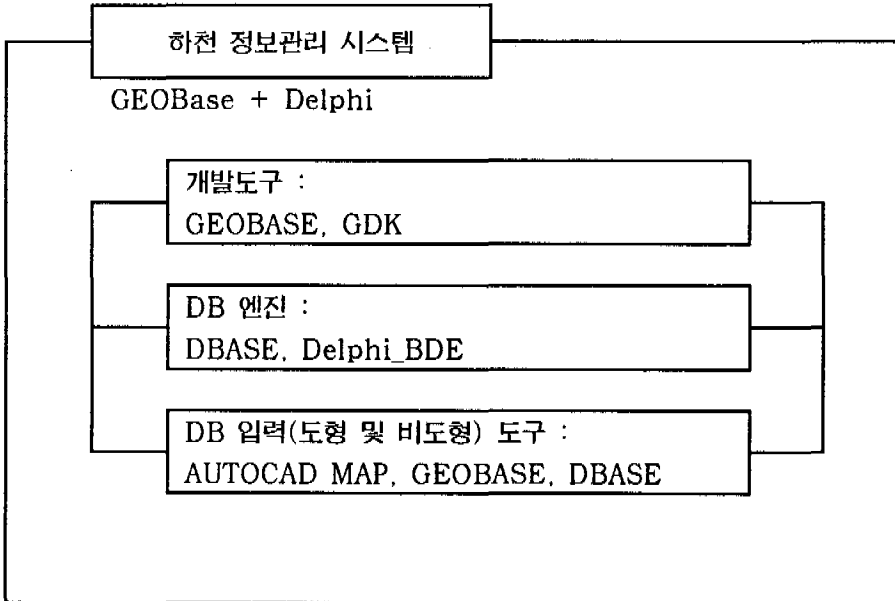 하천 정보관리 시스템
GEOBase + Delphi
개발도구 :
GEOBASE, GDK
DB 엔진 :
DBASE, Delphi_BDE
DB 입력(도형 및 비도형) 도구 :
AUTOCAD MAP, GEOBASE, DBASE